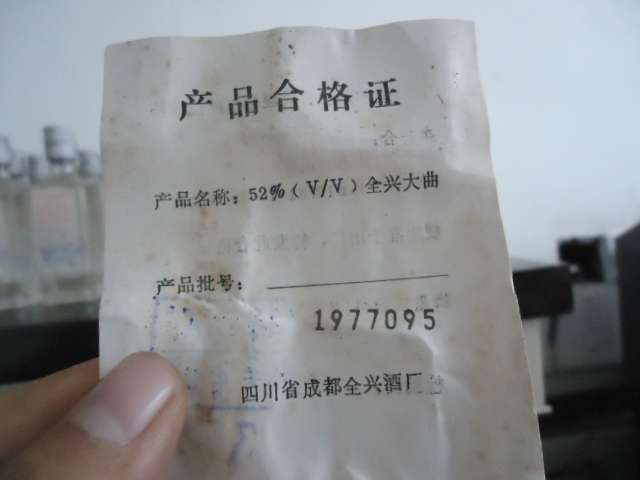 产品合格证
产品名称：52%（V/V）全兴大曲
产品批号：
1977095
四川省成都全兴酒厂